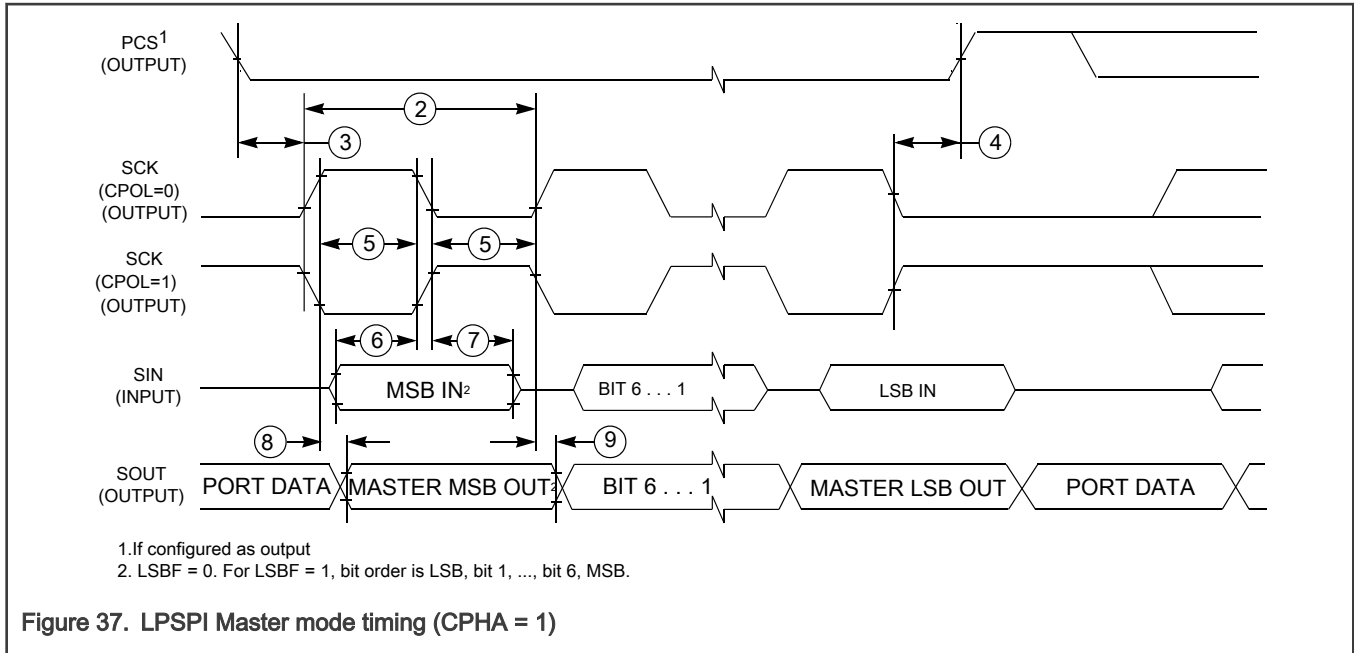 PCS1
(OUTPUT)
2
3
4
SCK
(CPOL=0)
(OUTPUT)
5
5
SCK
(CPOL=1)
(OUTPUT)
6
7
SIN
(INPUT)
MSB IN2
BIT 6 . . . 1
LSB IN
8
9
SOUT
(OUTPUT)
PORT DATA
MASTER MSB OUT2
BIT 6 . . . 1
MASTER LSB OUT
PORT DATA
1.If configured as output
2. LSBF = 0. For LSBF = 1, bit order is LSB, bit 1, ..., bit 6, MSB.
Figure 37. LPSPI Master mode timing (CPHA = 1)